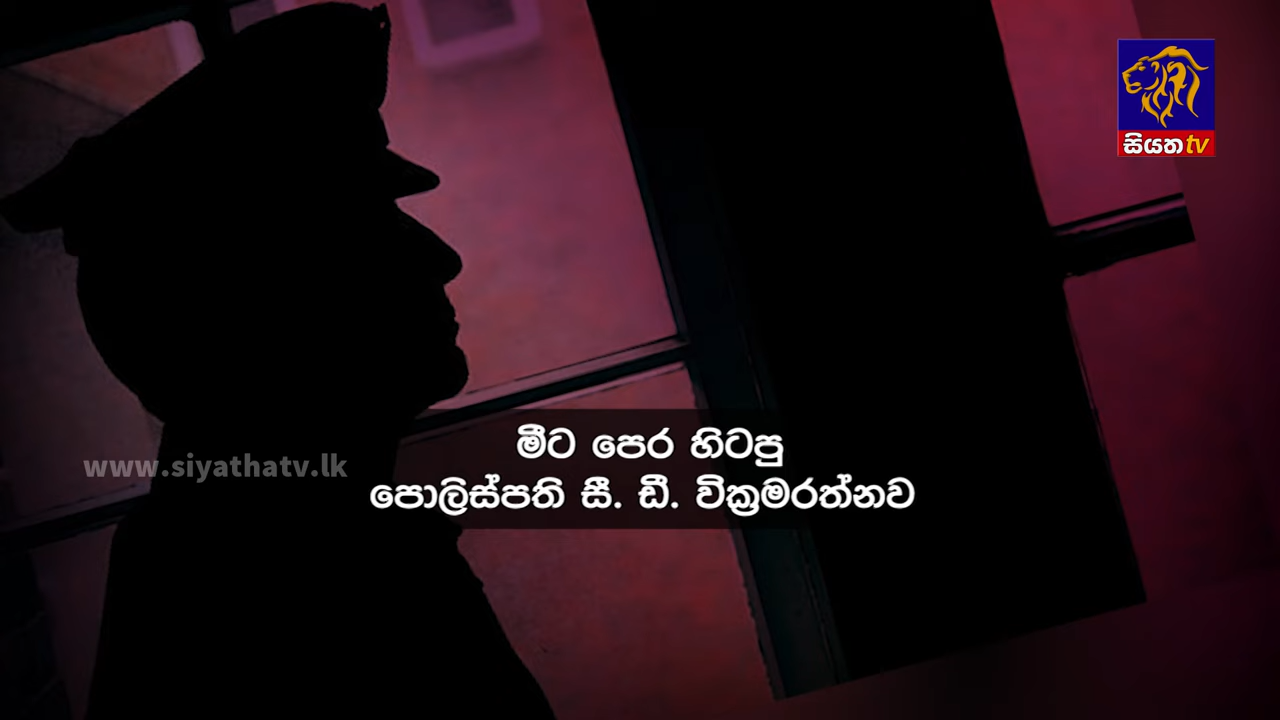 සියත tv
මීට පෙර හිටපු
www.siyathatv.lk
පොලිස්පති සී. ඩී. වික්‍රමරත්නව